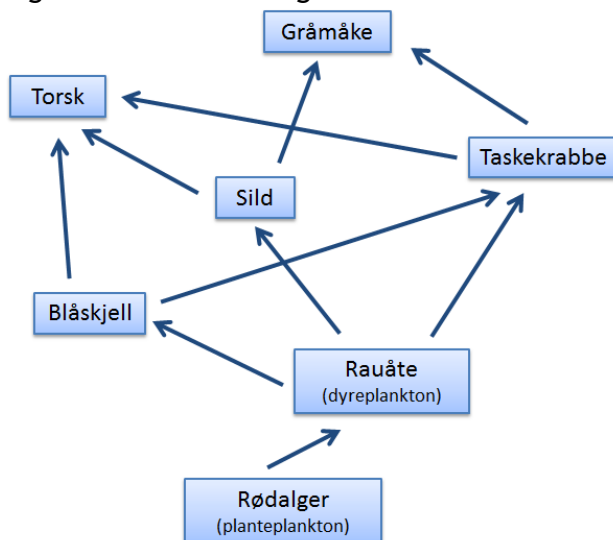 Gråmåke
Torsk
Taskekrabbe
Sild
Blåskjell
Rauåte
(dyreplankton)
Rødalger
(planteplankton)